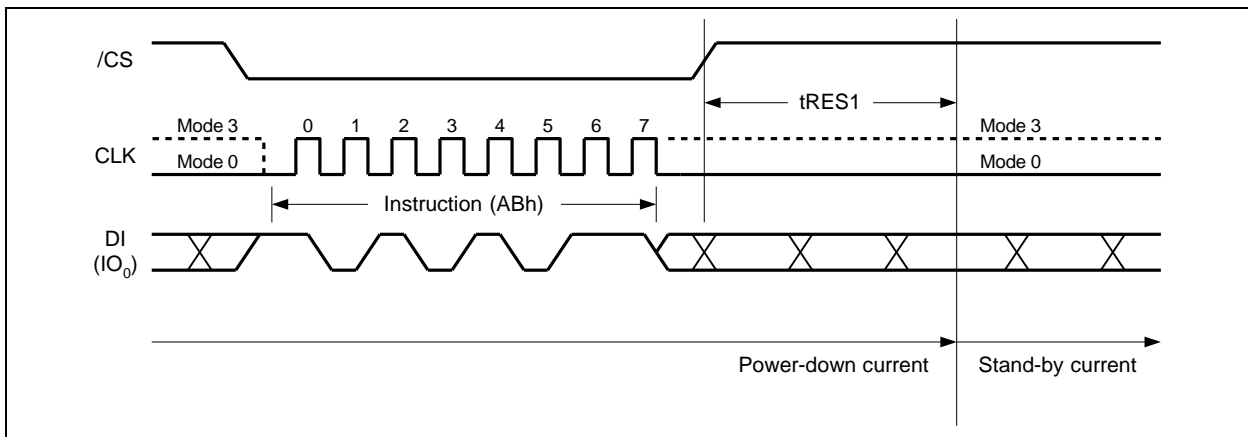 /CS
tRES1
Mode 3
0 1 2 3 4 5 6 7
Mode 3
CLK
Mode 0
Mode 0
Instruction (ABh)
DI
(IO₀)
Power-down current
Stand-by current